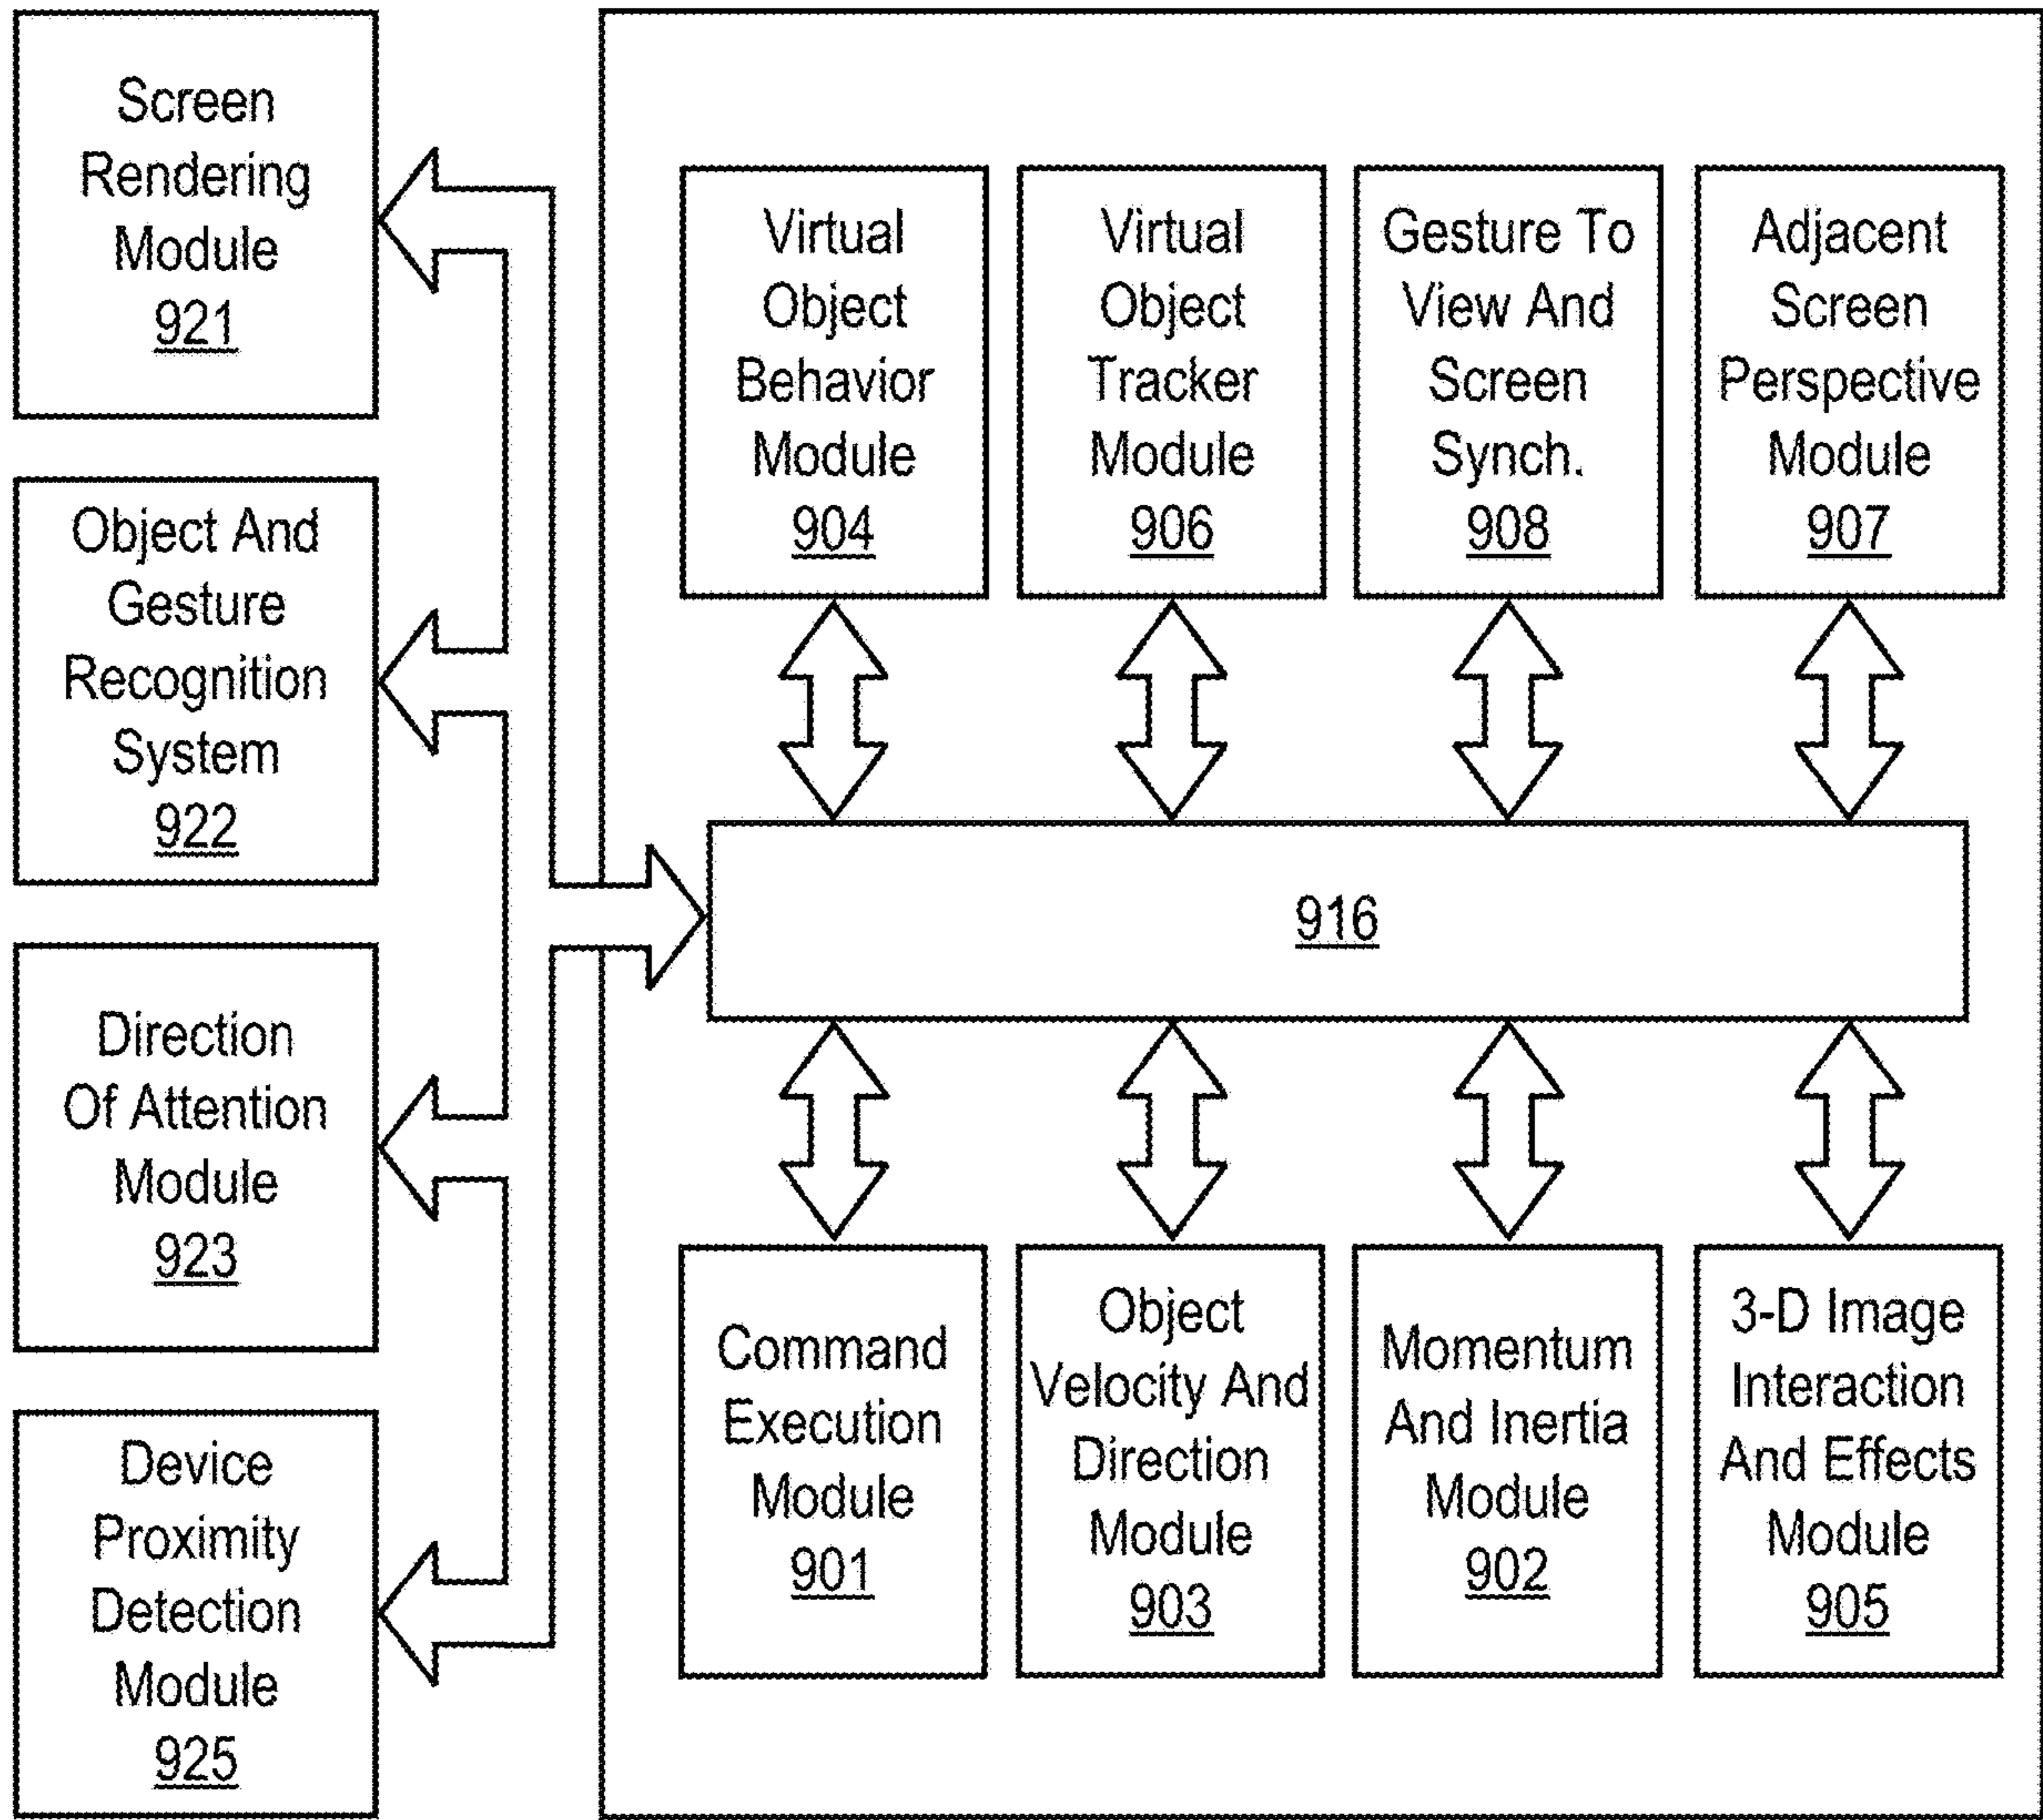 Screen
Rendering
Module
921
Object And
Gesture
Recognition
System
922
Direction
Of Attention
Module
923
Device
Proximity
Detection
Module
925
Virtual
Object
Behavior
Module
904
Virtual
Object
Tracker
Module
906
Gesture To
View And
Screen
Synch.
908
Adjacent
Screen
Perspective
Module
907
916
Command
Execution
Module
901
Object
Velocity And
Direction
Module
903
Momentum
And Inertia
Module
902
3-D Image
Interaction
And Effects
Module
905